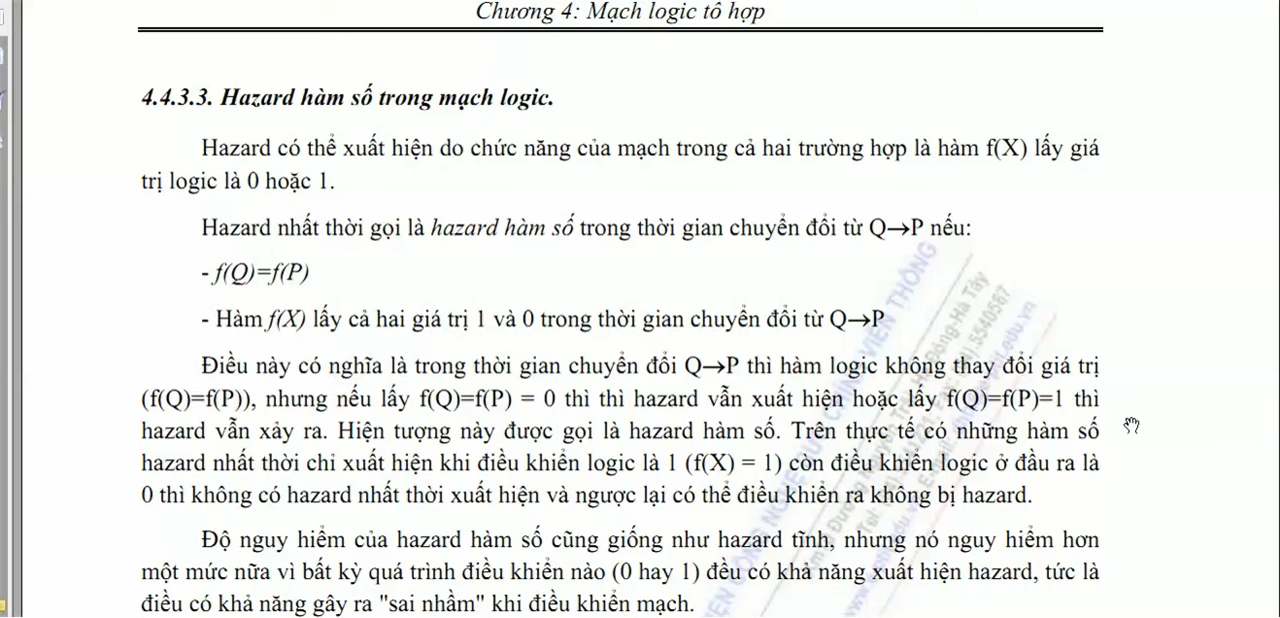 Chương 4: Mạch logic tô hợp
4.4.3.3. Hazard hàm số trong mạch logic.
Hazard có thể xuất hiện do chức năng của mạch trong cả hai trường hợp là hàm f(X) lấy giá
trị logic là 0 hoặc 1.
Hazard nhất thời gọi là hazard hàm số trong thời gian chuyển đổi từ Q→P nếu:
- f(Q)=f(P)
- Hàm f(X) lấy cả hai giá trị 1 và 0 trong thời gian chuyển đổi từ Q→P
Điều này có nghĩa là trong thời gian chuyển đổi Q→P thì hàm logic không thay đổi giá trị
(f(Q)=f(P)), nhưng nếu lấy f(Q)=f(P) = 0 thì thì hazard vẫn xuất hiện hoặc lấy f(Q)=f(P)=1 thì
hazard vẫn xảy ra. Hiện tượng này được gọi là hazard hàm số. Trên thực tế có những hàm số
hazard nhất thời chỉ xuất hiện khi điều khiển logic là 1 (f(X) = 1) còn điều khiển logic ở đầu ra là
0 thì không có hazard nhất thời xuất hiện và ngược lại có thể điều khiển ra không bị hazard.
Độ nguy hiểm của hazard hàm số cũng giống như hazard tĩnh, nhưng nó nguy hiểm hơn
một mức nữa vì bất kỳ quá trình điều khiển nào (0 hay 1) đều có khả năng xuất hiện hazard, tức là
điều có khả năng gây ra "sai nhầm" khi điều khiển mạch.